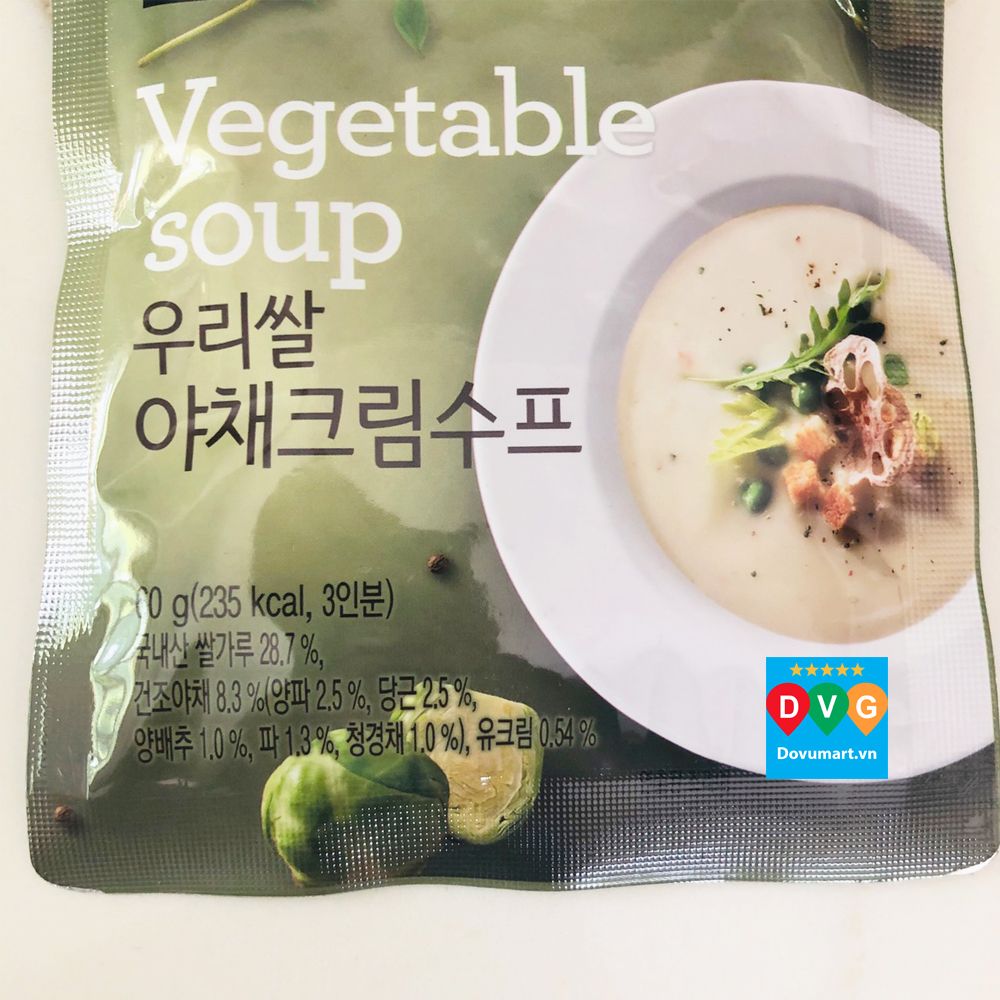 Vegetable
soup
우리쌀
야채크림수프
60 g(235 kcal, 3인분)
국내산 쌀가루 28.7 %,
건조야채 8.3 %(양파 2.5 %, 당근 2.5 %,
양배추 1.0 %, 파 1.3 %, 청경채 1.0 %), 유크림 0.54 %
DVG
Dovumart.vn